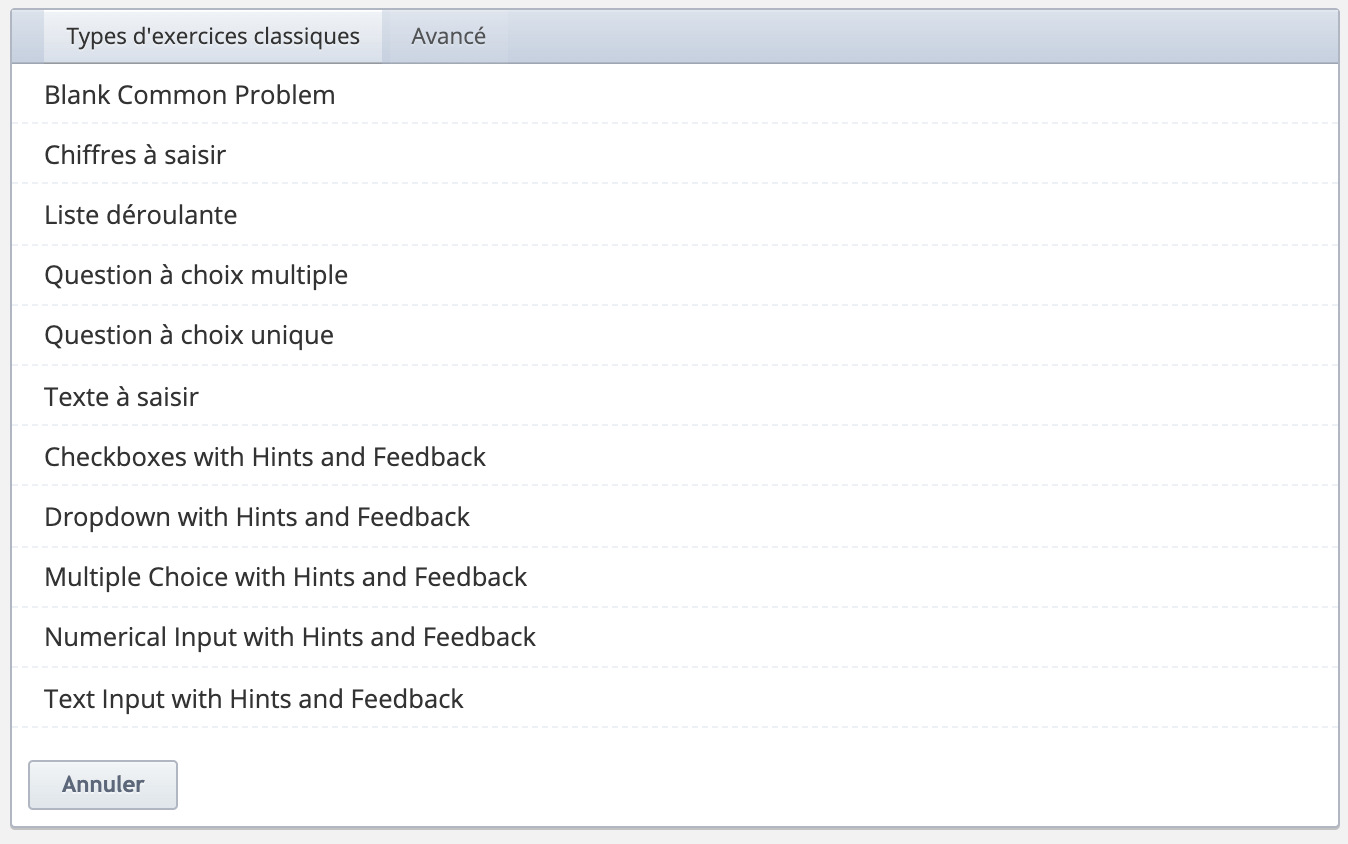 Types d'exercices classiques Avancé
Blank Common Problem
Chiffres à saisir
Liste déroulante
Question à choix multiple
Question à choix unique
Texte à saisir
Checkboxes with Hints and Feedback
Dropdown with Hints and Feedback
Multiple Choice with Hints and Feedback
Numerical Input with Hints and Feedback
Text Input with Hints and Feedback
Annuler